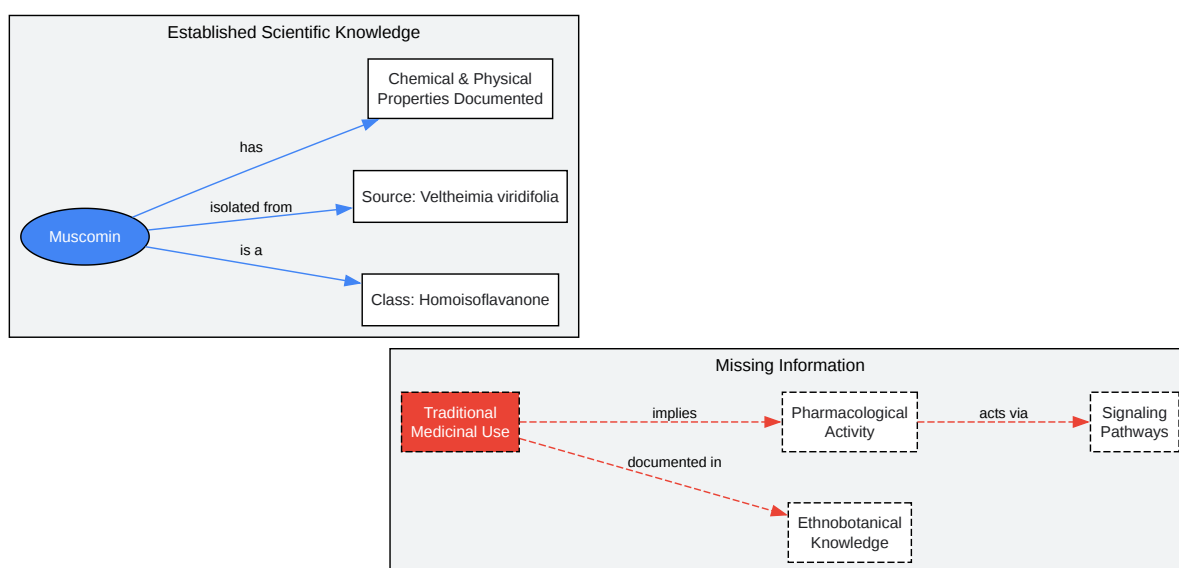 Established Scientific Knowledge
Chemical & Physical
Properties Documented
has
Source: Veltheimia viridifolia
isolated from
Muscomin
is a
Class: Homoisoflavanone
Missing Information
Traditional
Medicinal Use
implies
Pharmacological
Activity
acts via
Signaling
Pathways
documented in
Ethnobotanical
Knowledge